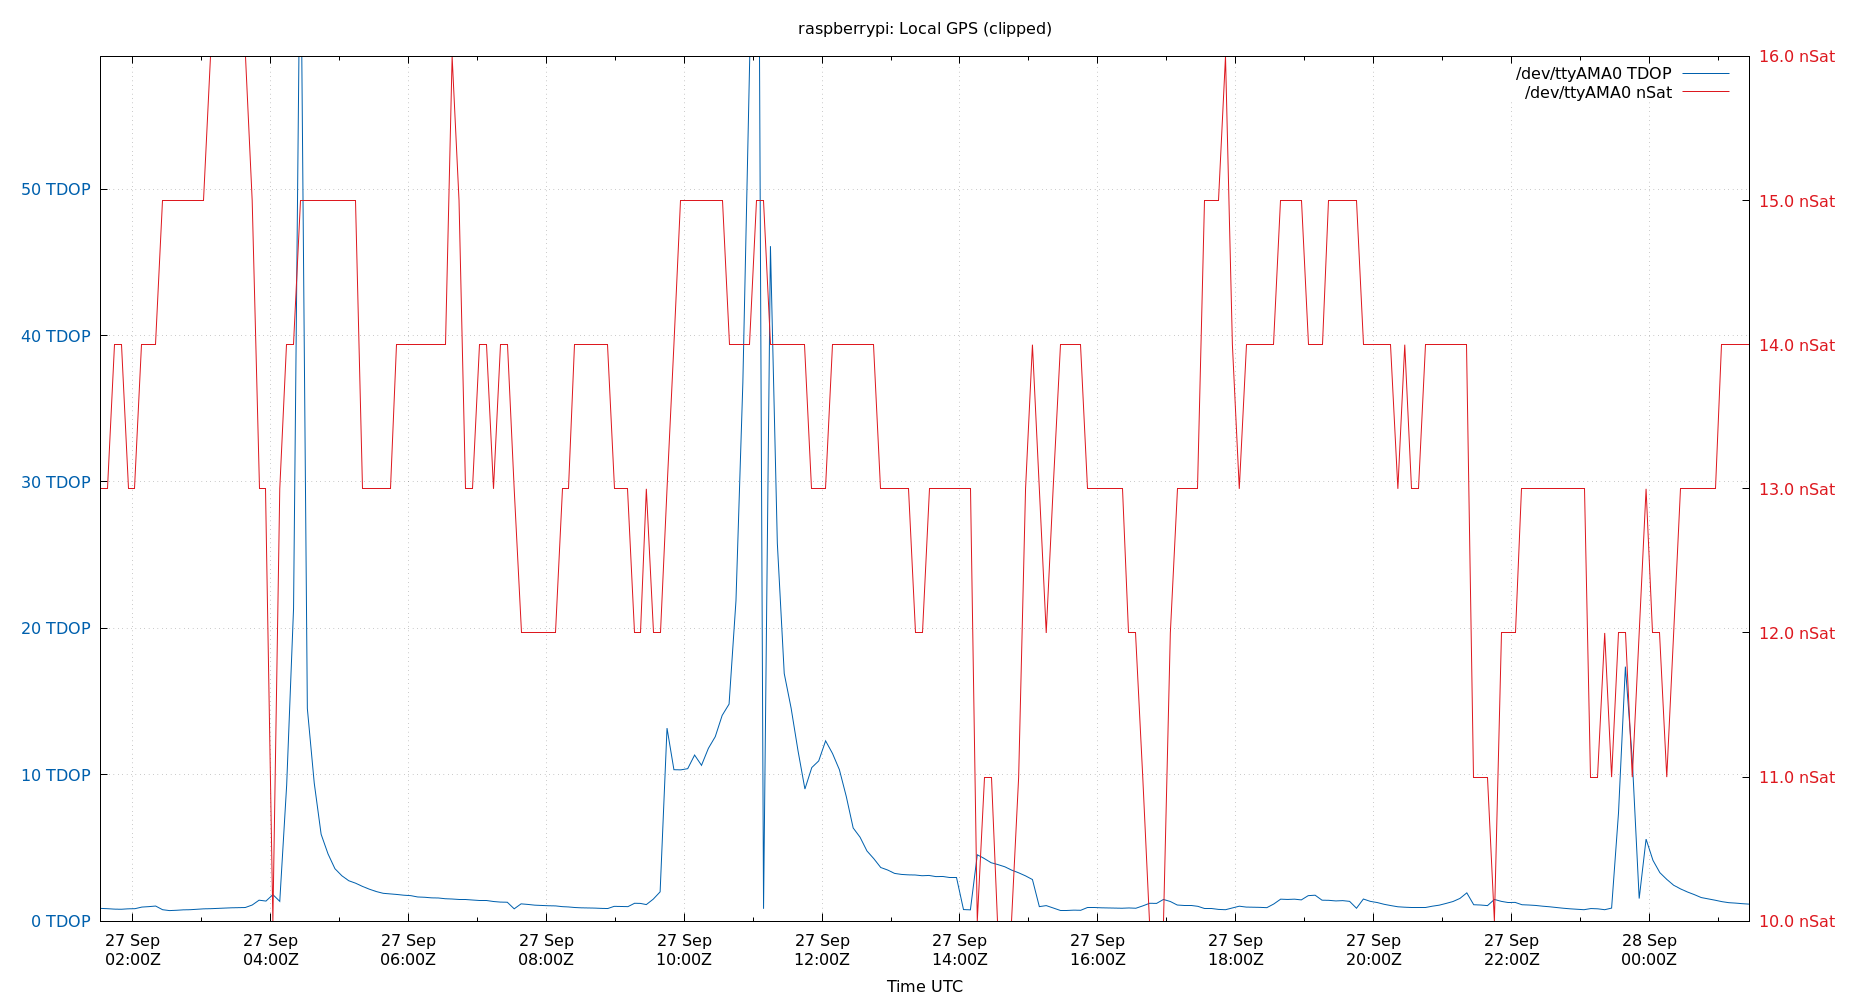 raspberrypi: Local GPS (clipped)
/dev/ttyAMA0 TDOP
/dev/ttyAMA0 nSat
50 TDOP
40 TDOP
30 TDOP
20 TDOP
10 TDOP
0 TDOP
16.0 nSat
15.0 nSat
14.0 nSat
13.0 nSat
12.0 nSat
11.0 nSat
10.0 nSat
27 Sep
02:00Z
27 Sep
04:00Z
27 Sep
06:00Z
27 Sep
08:00Z
27 Sep
10:00Z
27 Sep
12:00Z
27 Sep
14:00Z
27 Sep
16:00Z
27 Sep
18:00Z
27 Sep
20:00Z
27 Sep
22:00Z
28 Sep
00:00Z
Time UTC